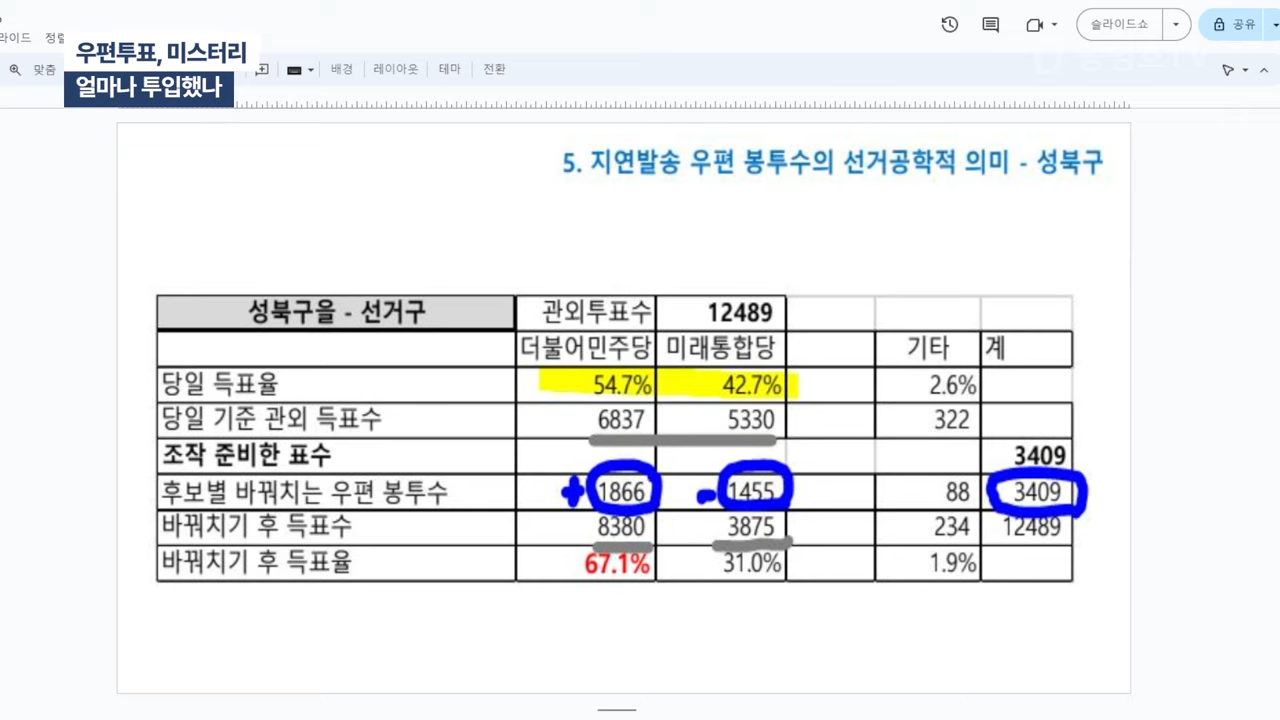 라이드
정렬
우편투표, 미스터리
얼마나 투입했나
슬라이드쇼
공유
맞춤
배경
레이아웃
테마
전환
5. 지연발송 우편 봉투수의 선거공학적 의미 - 성북구
성북구을 - 선거구 관외투표수 12489
더불어민주당 미래통합당 기타 계
당일 득표율 54.7% 42.7% 2.6%
당일 기준 관외 득표수 6837 5330 322
조작 준비한 표수 3409
후보별 바꿔치는 우편 봉투수 + 1866 - 1455 88 3409
바꿔치기 후 득표수 8380 3875 234 12489
바꿔치기 후 득표율 67.1% 31.0% 1.9%